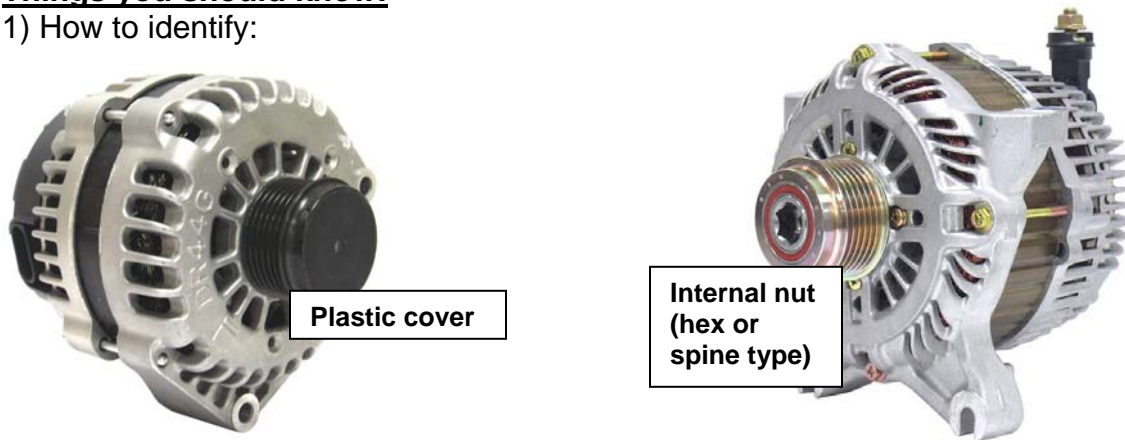 Things you should know:
1) How to identify:
DR44G
Plastic cover
Internal nut
(hex or
spine type)